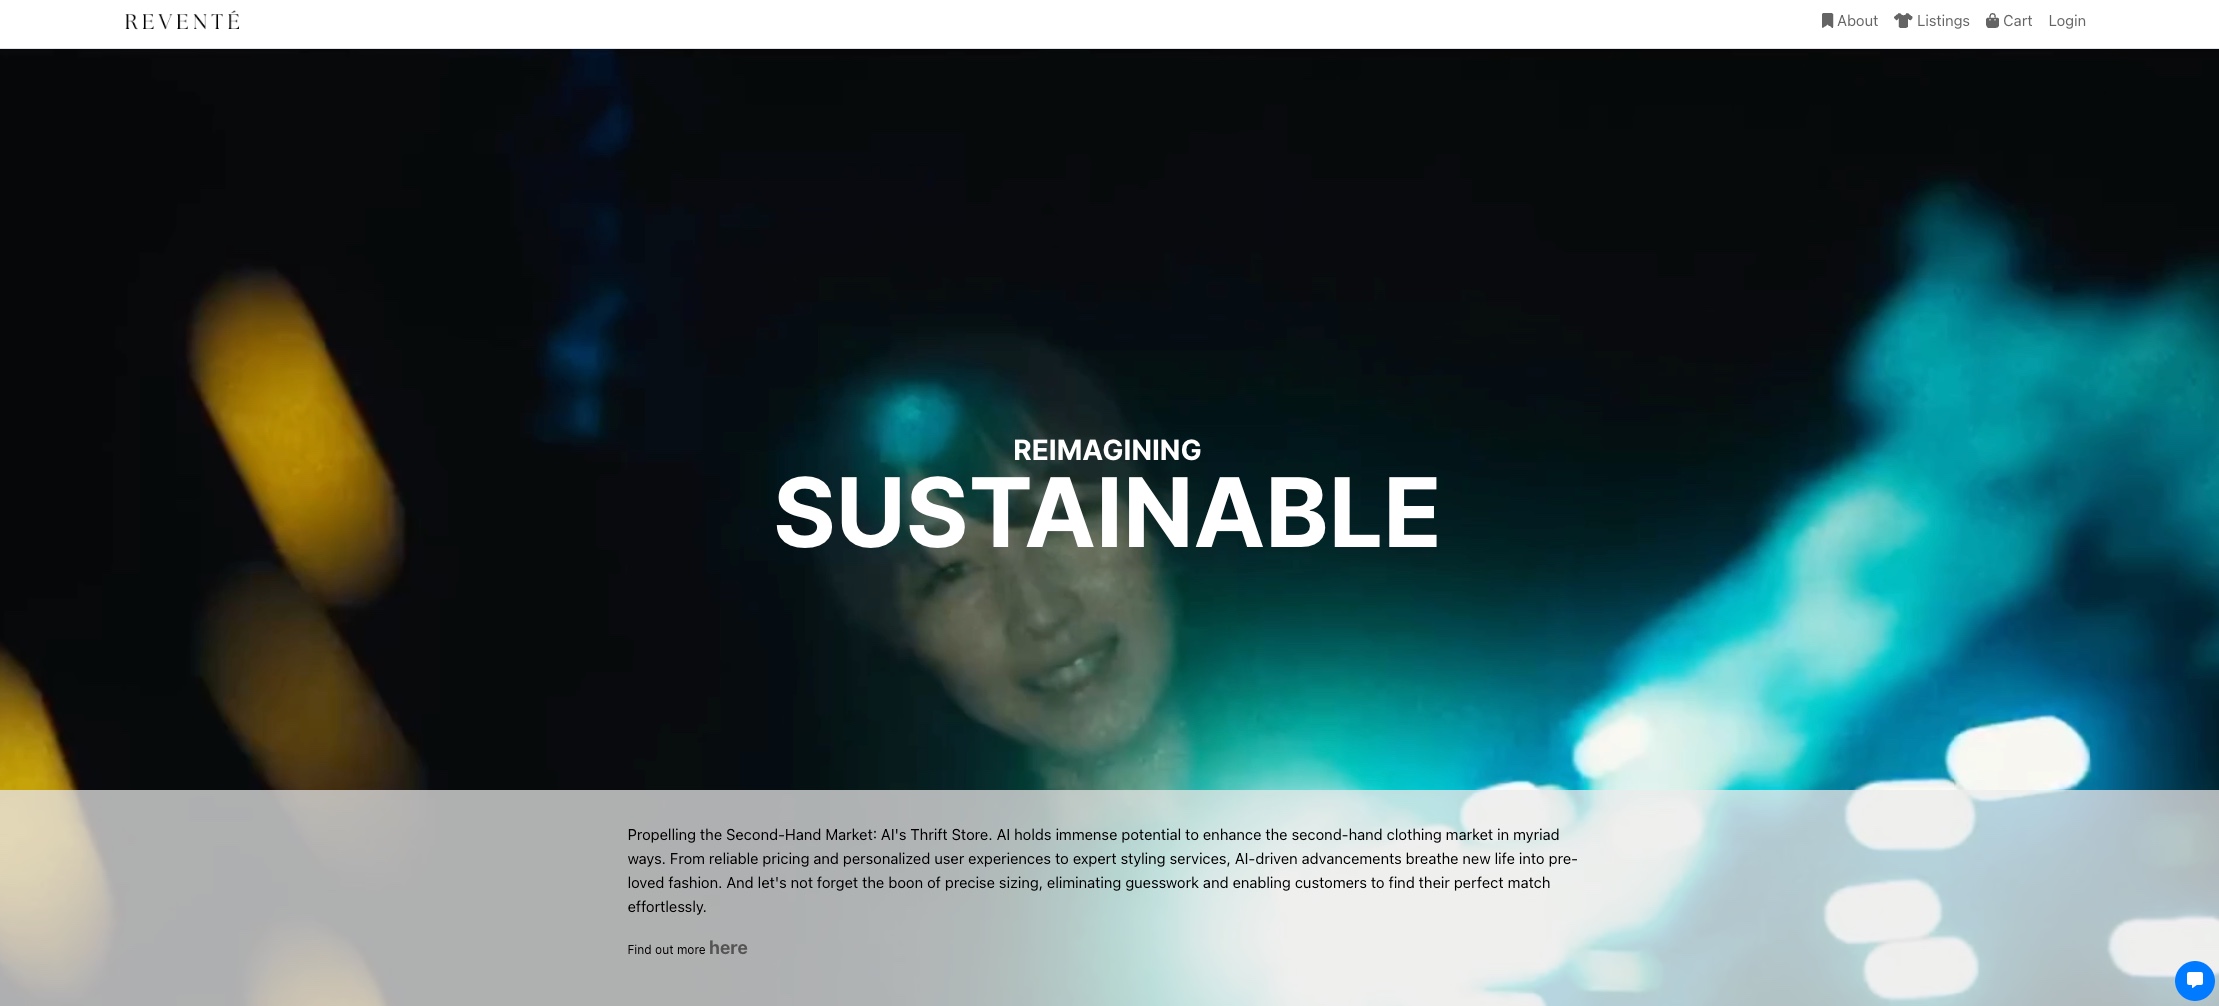 REVENTÉ
About Listings Cart Login
REIMAGINING
SUSTAINABLE
Propelling the Second-Hand Market: AI's Thrift Store. AI holds immense potential to enhance the second-hand clothing market in myriad
ways. From reliable pricing and personalized user experiences to expert styling services, AI-driven advancements breathe new life into pre-
loved fashion. And let's not forget the boon of precise sizing, eliminating guesswork and enabling customers to find their perfect match
effortlessly.
Find out more here